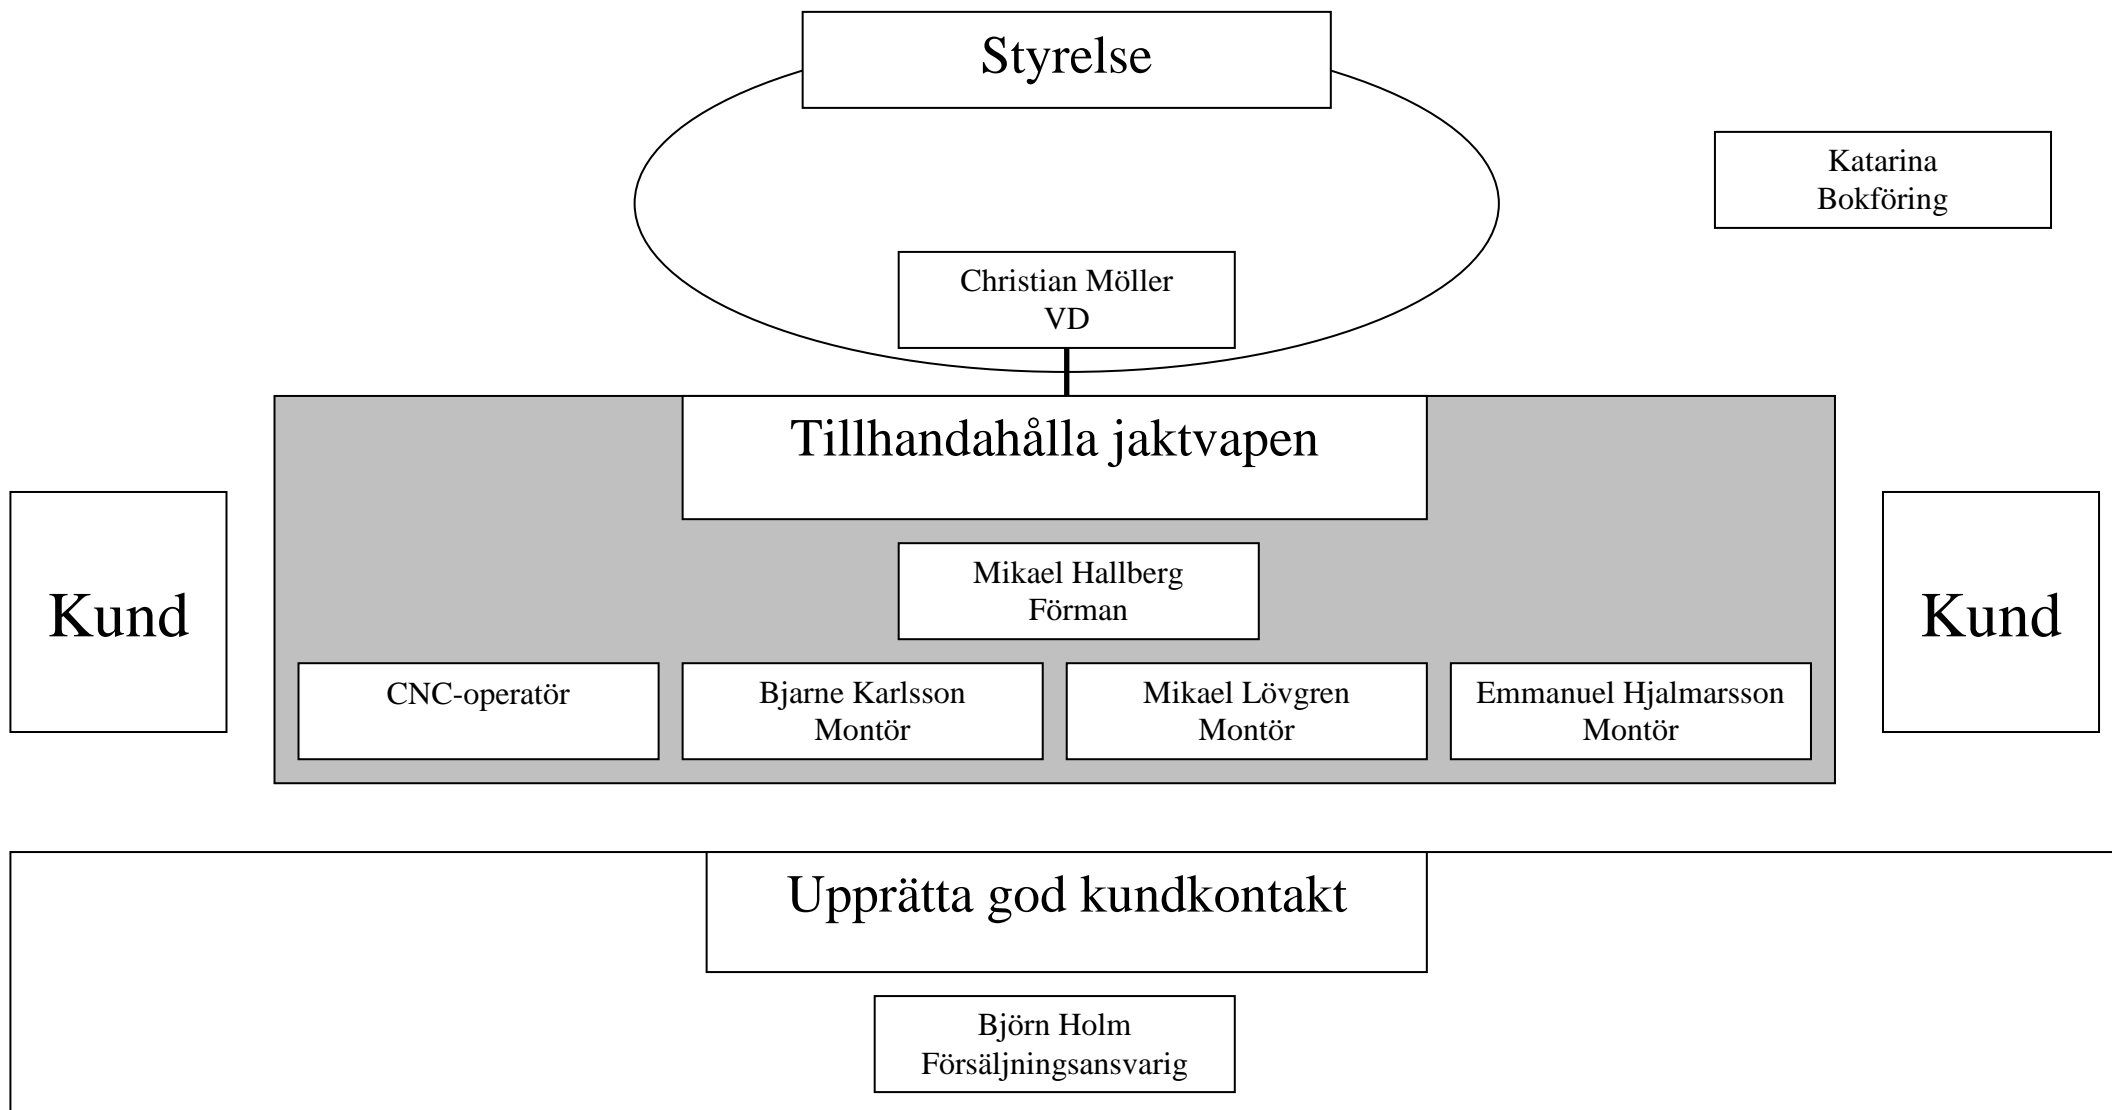 Styrelse
Katarina
Bokföring
Christian Möller
VD
Tillhandahålla jaktvapen
Kund
Mikael Hallberg
Förman
Kund
CNC-operatör
Bjarne Karlsson
Montör
Mikael Lövgren
Montör
Emmanuel Hjalmarsson
Montör
Upprätta god kundkontakt
Björn Holm
Försäljningsansvarig